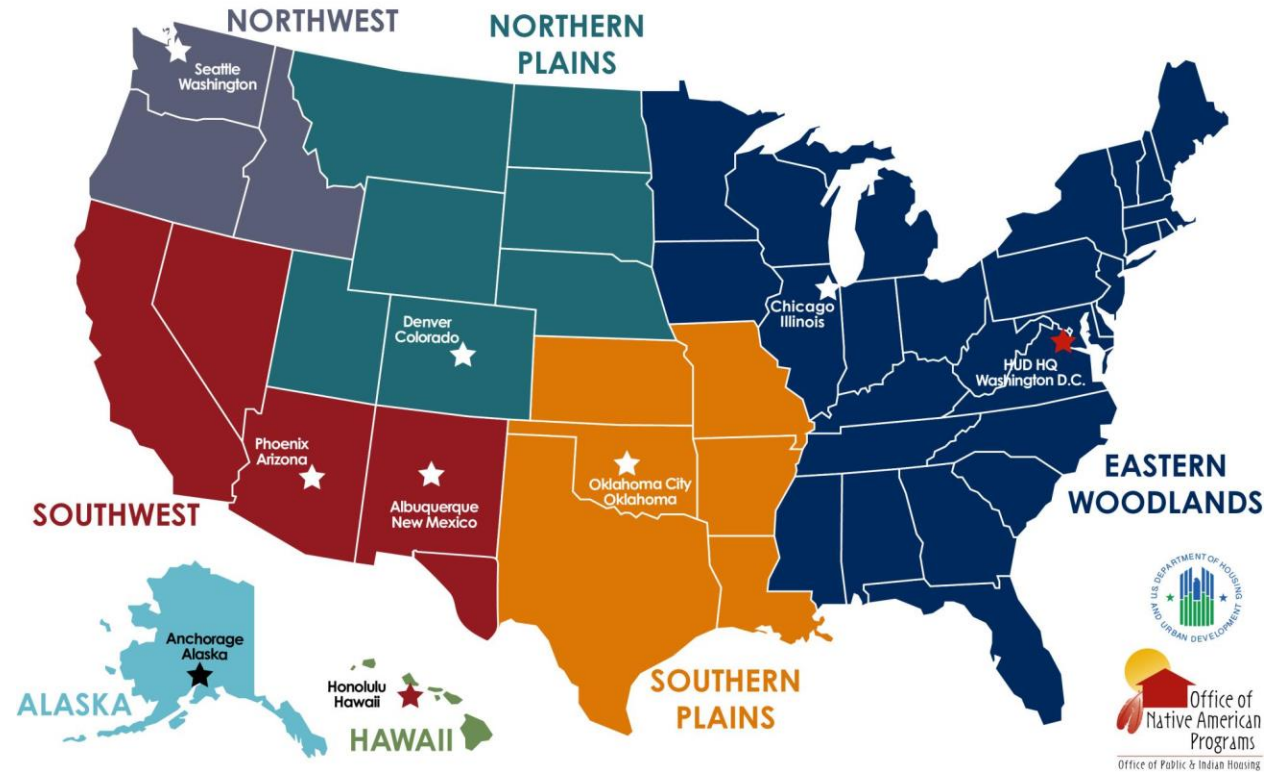 NORTHWEST
NORTHERN
PLAINS
Seattle
Washington
Denver
Colorado
Chicago
Illinois
HUD HQ
Washington D.C.
Phoenix
Arizona
Albuquerque
New Mexico
Oklahoma City
Oklahoma
EASTERN
WOODLANDS
SOUTHWEST
U.S. DEPARTMENT OF HOUSING
AND URBAN DEVELOPMENT
Anchorage
Alaska
ALASKA
Honolulu
Hawaii
HAWAII
SOUTHERN
PLAINS
Office of
Native American
Programs
Office of Public & Indian Housing